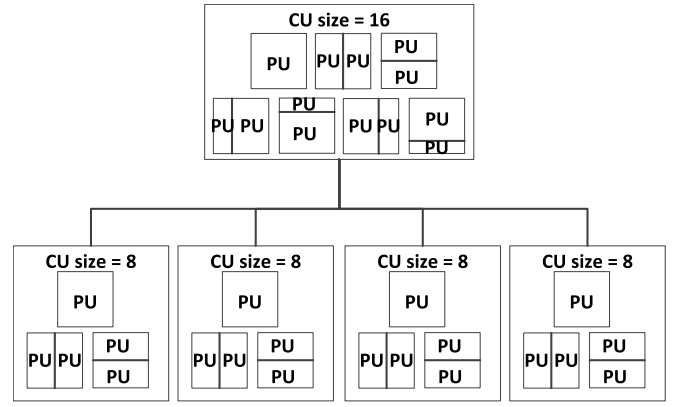 CU size = 16
PU PU PU PU
PU
PU PU PU PU PU PU
PU PU
CU size = 8 CU size = 8 CU size = 8 CU size = 8
PU PU PU PU
PU PU PU PU PU PU PU PU PU PU PU PU
PU PU PU PU